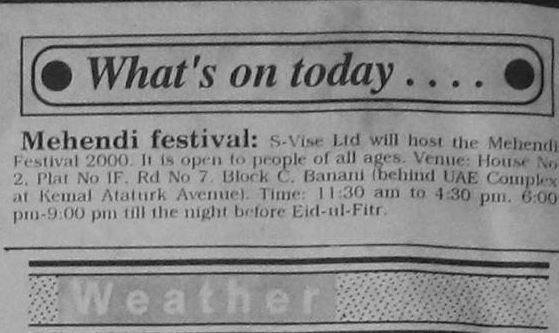 What's on today . . . .
Mehendi festival: S-Vise Ltd will host the Mehendi
Festival 2000. It is open to people of all ages. Venue: House No
2, Plat No 1F, Rd No 7, Block C, Banani (behind UAE Complex
at Kemal Ataturk Avenue). Time: 11:30 am to 4:30 pm. 6:00
pm-9:00 pm till the night before Eid-ul-Fitr.
Weather